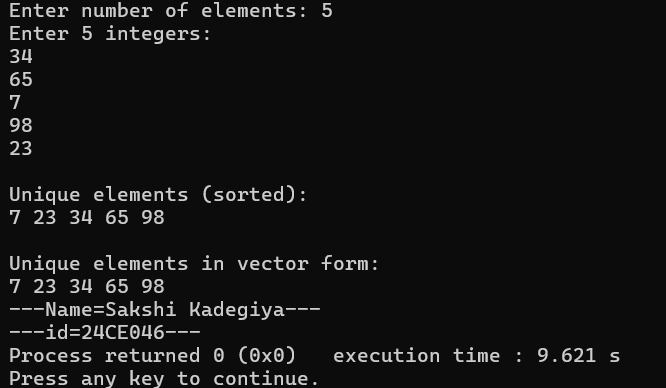 Enter number of elements: 5
Enter 5 integers:
34
65
7
98
23
Unique elements (sorted):
7 23 34 65 98
Unique elements in vector form:
7 23 34 65 98
---Name=Sakshi Kadegiya---
---id=24CE046---
Process returned 0 (0x0)   execution time : 9.621 s
Press any key to continue.